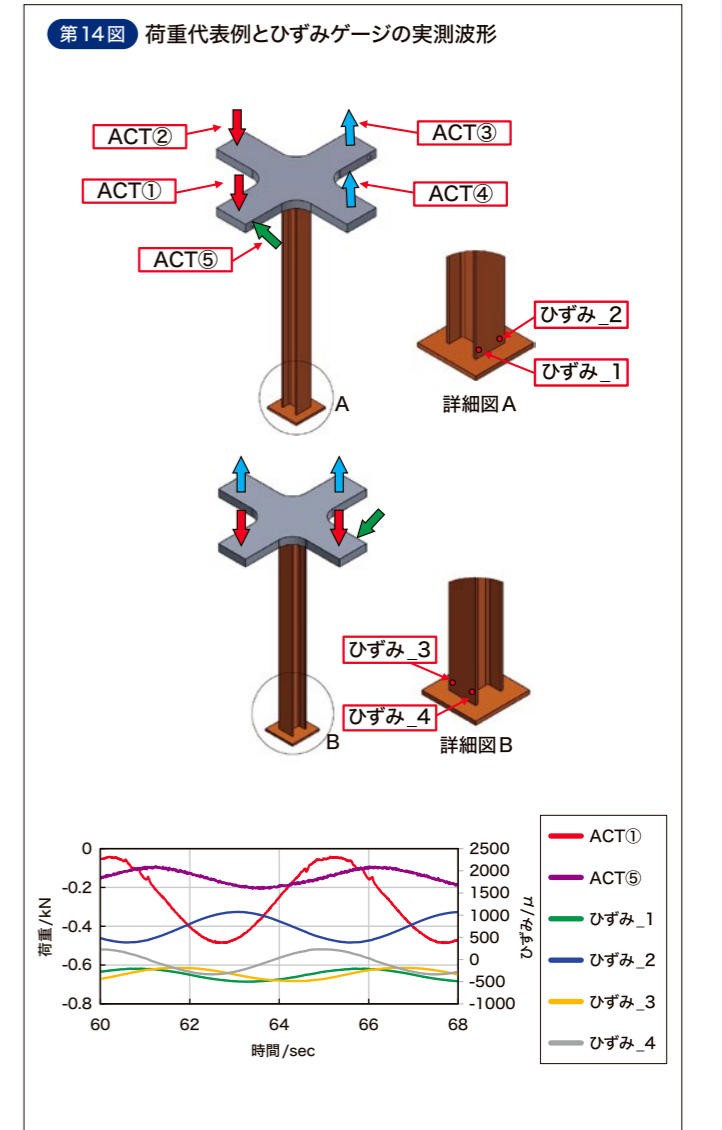 第14図 荷重代表例とひずみゲージの実測波形
ACT②
ACT③
ACT①
ACT④
ACT⑤
ひずみ_2
ひずみ_1
A
詳細図A
ひずみ_3
ひずみ_4
B
詳細図B
0
-0.2
-0.4
-0.6
-0.8
荷重/kN
2500
2000
1500
1000
500
0
-500
-1000
ひずみ/μ
60 62 64 66 68
時間/sec
ACT①
ACT⑤
ひずみ_1
ひずみ_2
ひずみ_3
ひずみ_4